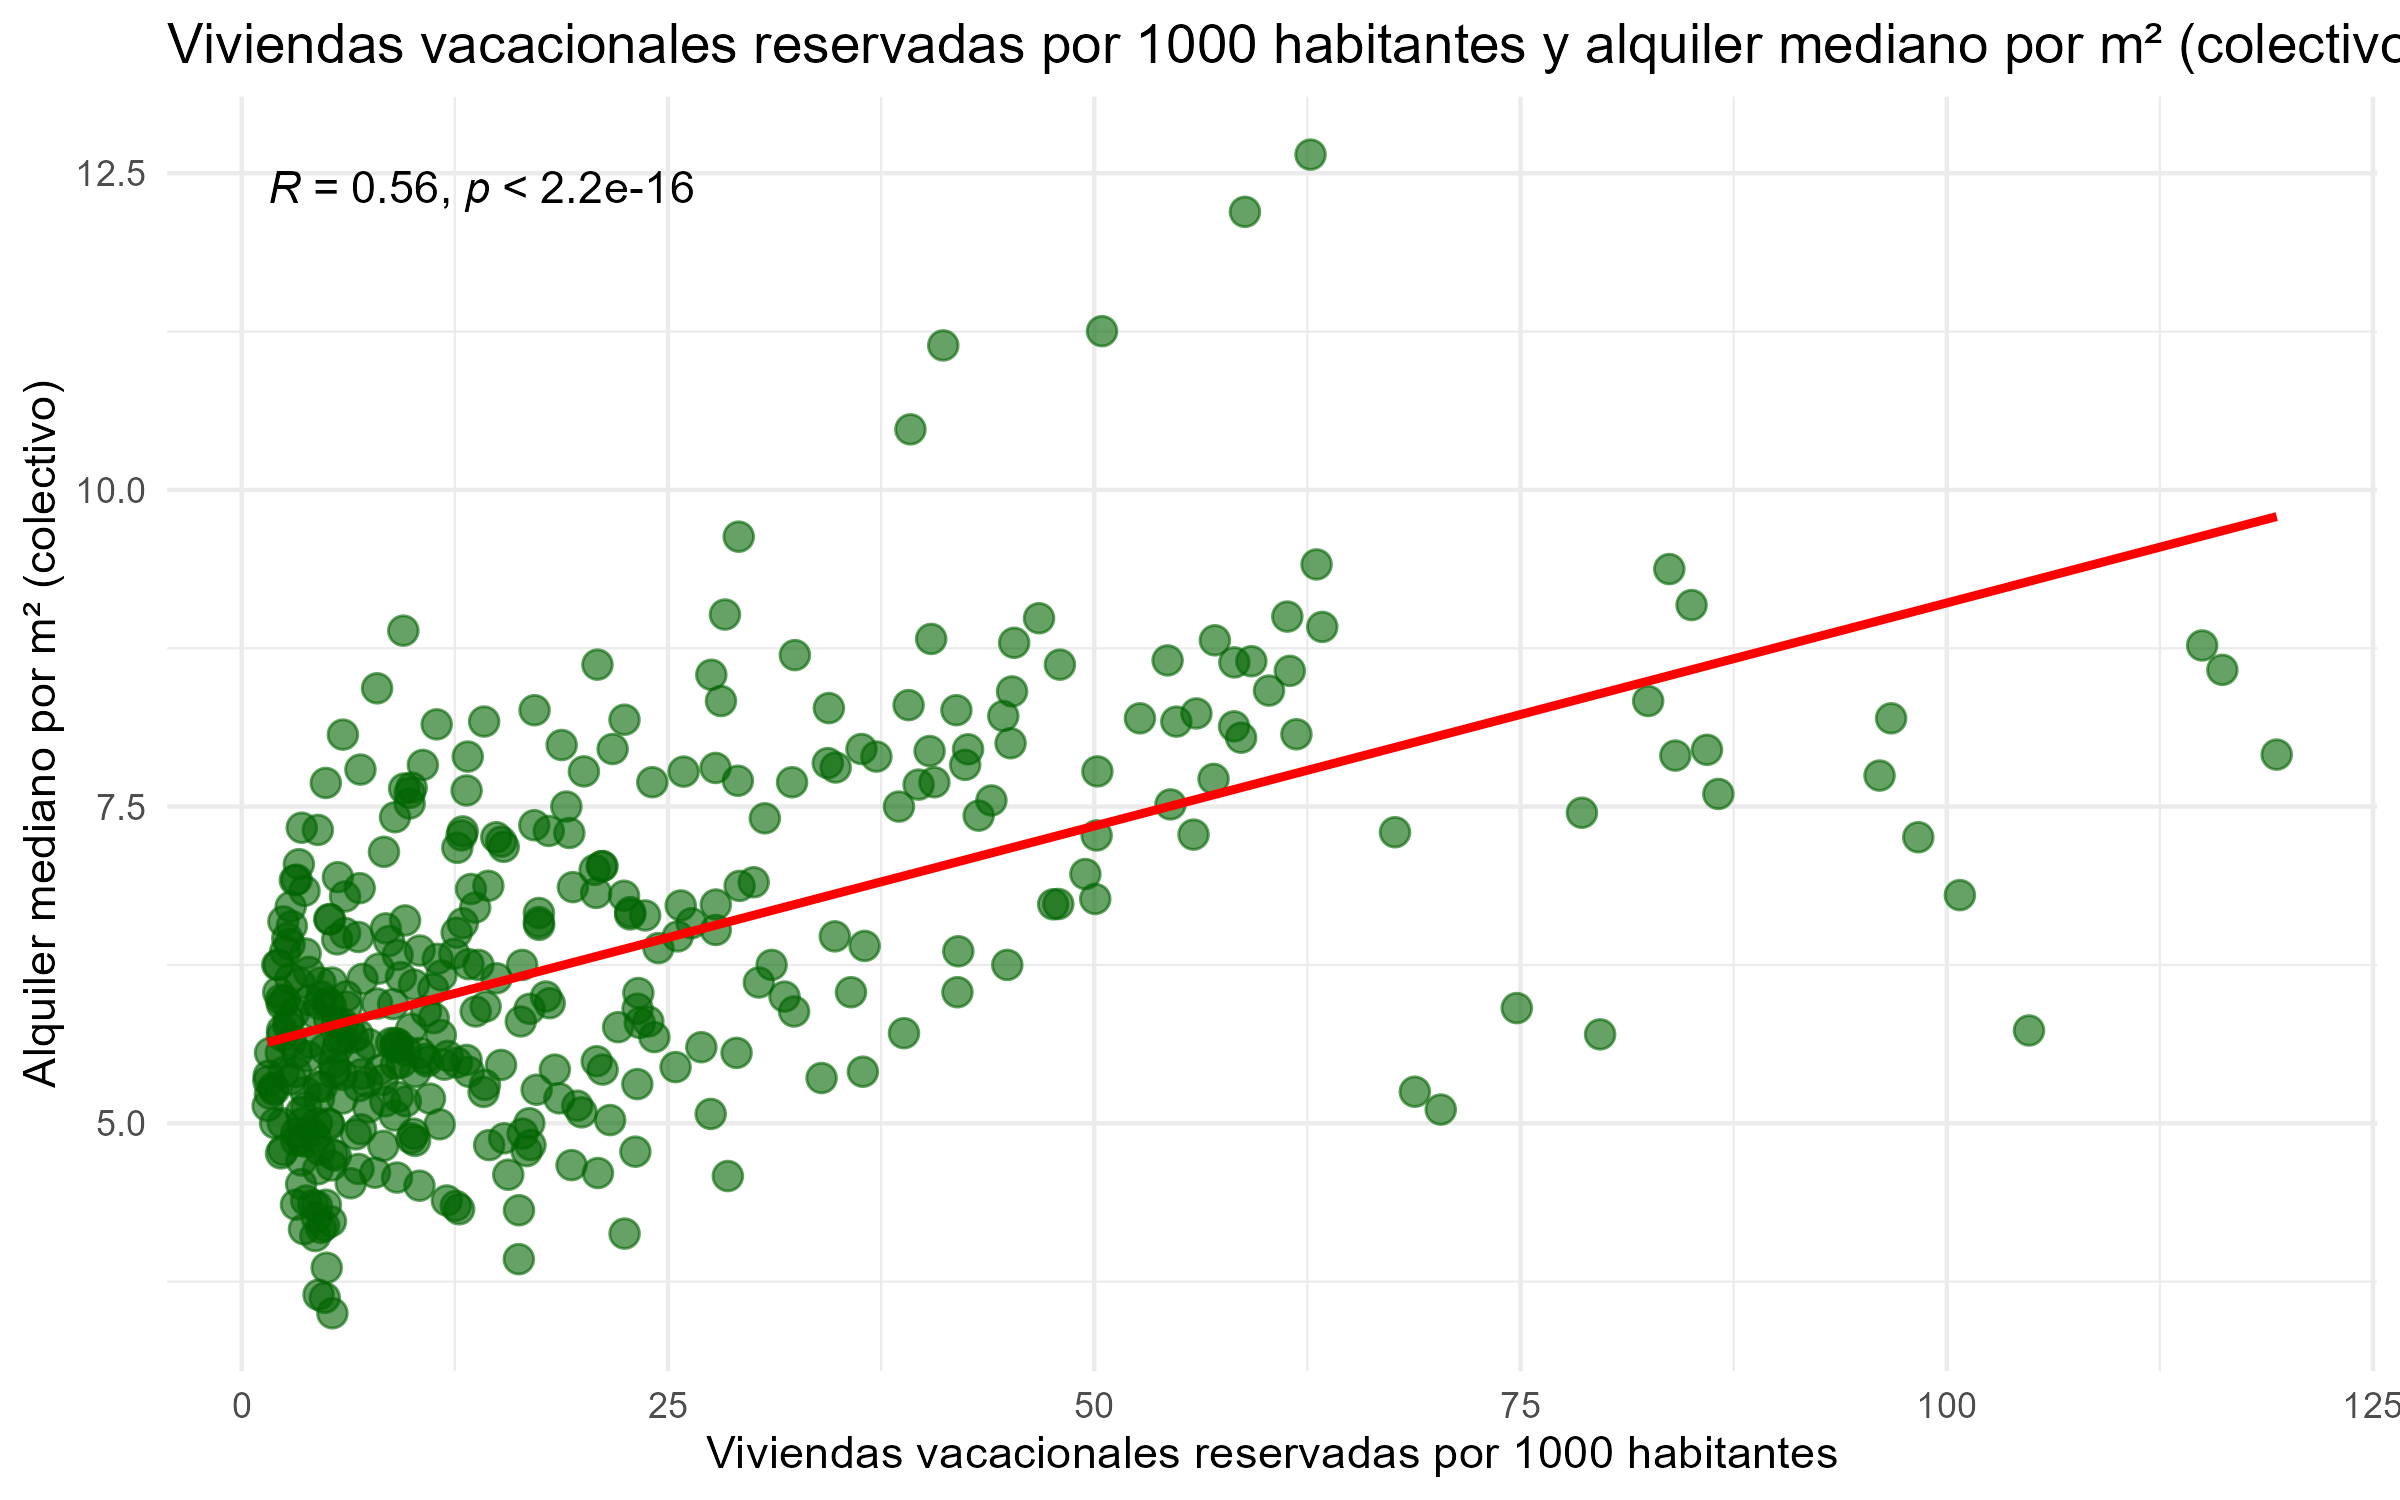 Viviendas vacacionales reservadas por 1000 habitantes y alquiler mediano por m² (colectivo
R = 0.56, p < 2.2e-16
Alquiler mediano por m² (colectivo)
12.5
10.0
7.5
5.0
0
25
50
75
100
125
Viviendas vacacionales reservadas por 1000 habitantes